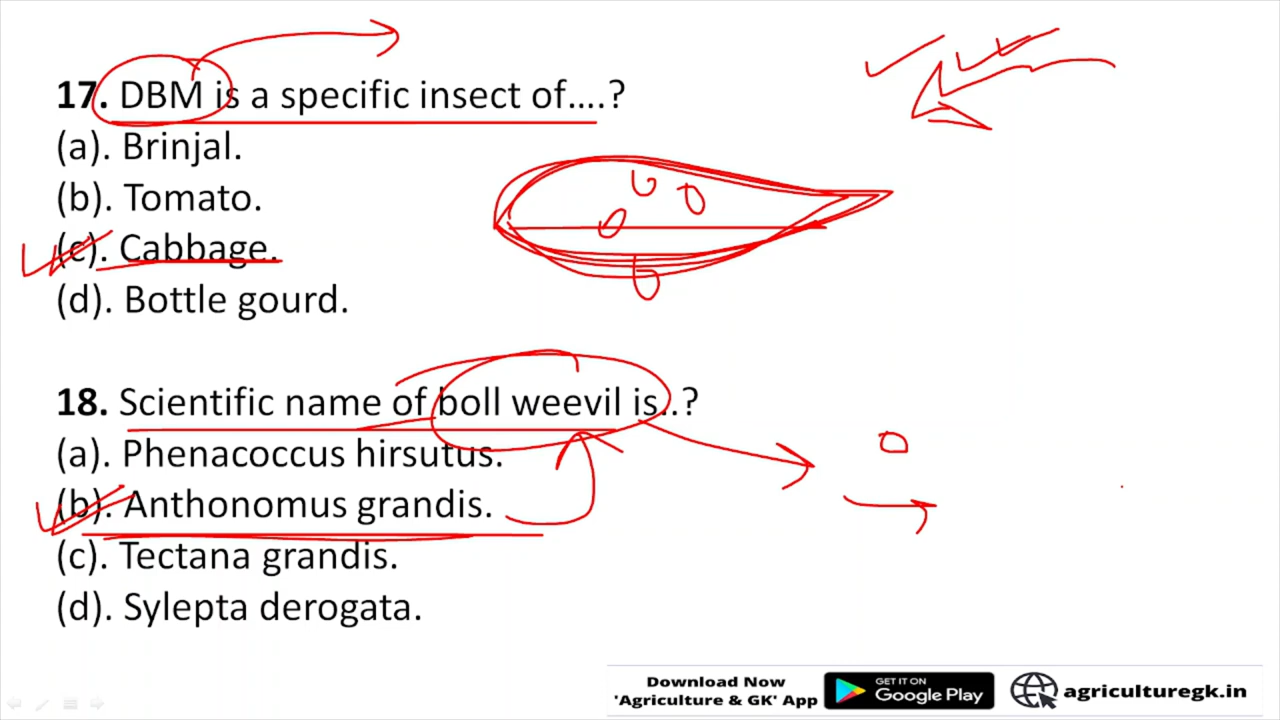 17. DBM is a specific insect of....?
(a). Brinjal.
(b). Tomato.
(c). Cabbage.
(d). Bottle gourd.
18. Scientific name of boll weevil is..?
(a). Phenacoccus hirsutus.
(b). Anthonomus grandis.
(c). Tectana grandis.
(d). Sylepta derogata.
Download Now
'Agriculture & GK' App
GET IT ON
Google Play
agriculturegk.in